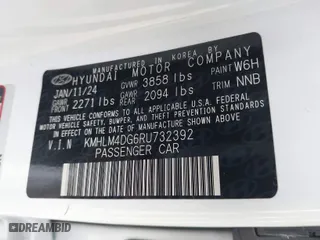 MANUFACTURED IN KOREA BY
HYUNDAI MOTOR COMPANY
JAN/11/24 GVWR 3858 lbs PAINT W6H
GAWR FRONT 2271 lbs GAWR REAR 2094 lbs TRIM NNB
THIS VEHICLE CONFORMS TO ALL APPLICABLE U.S. FEDERAL
MOTOR VEHICLE SAFETY, BUMPER, AND THEFT PREVENTION
STANDARDS IN EFFECT ON THE DATE OF MANUFACTURE
SHOWN ABOVE.
V.I.N KMHLM4DG6RU732392
PASSENGER CAR